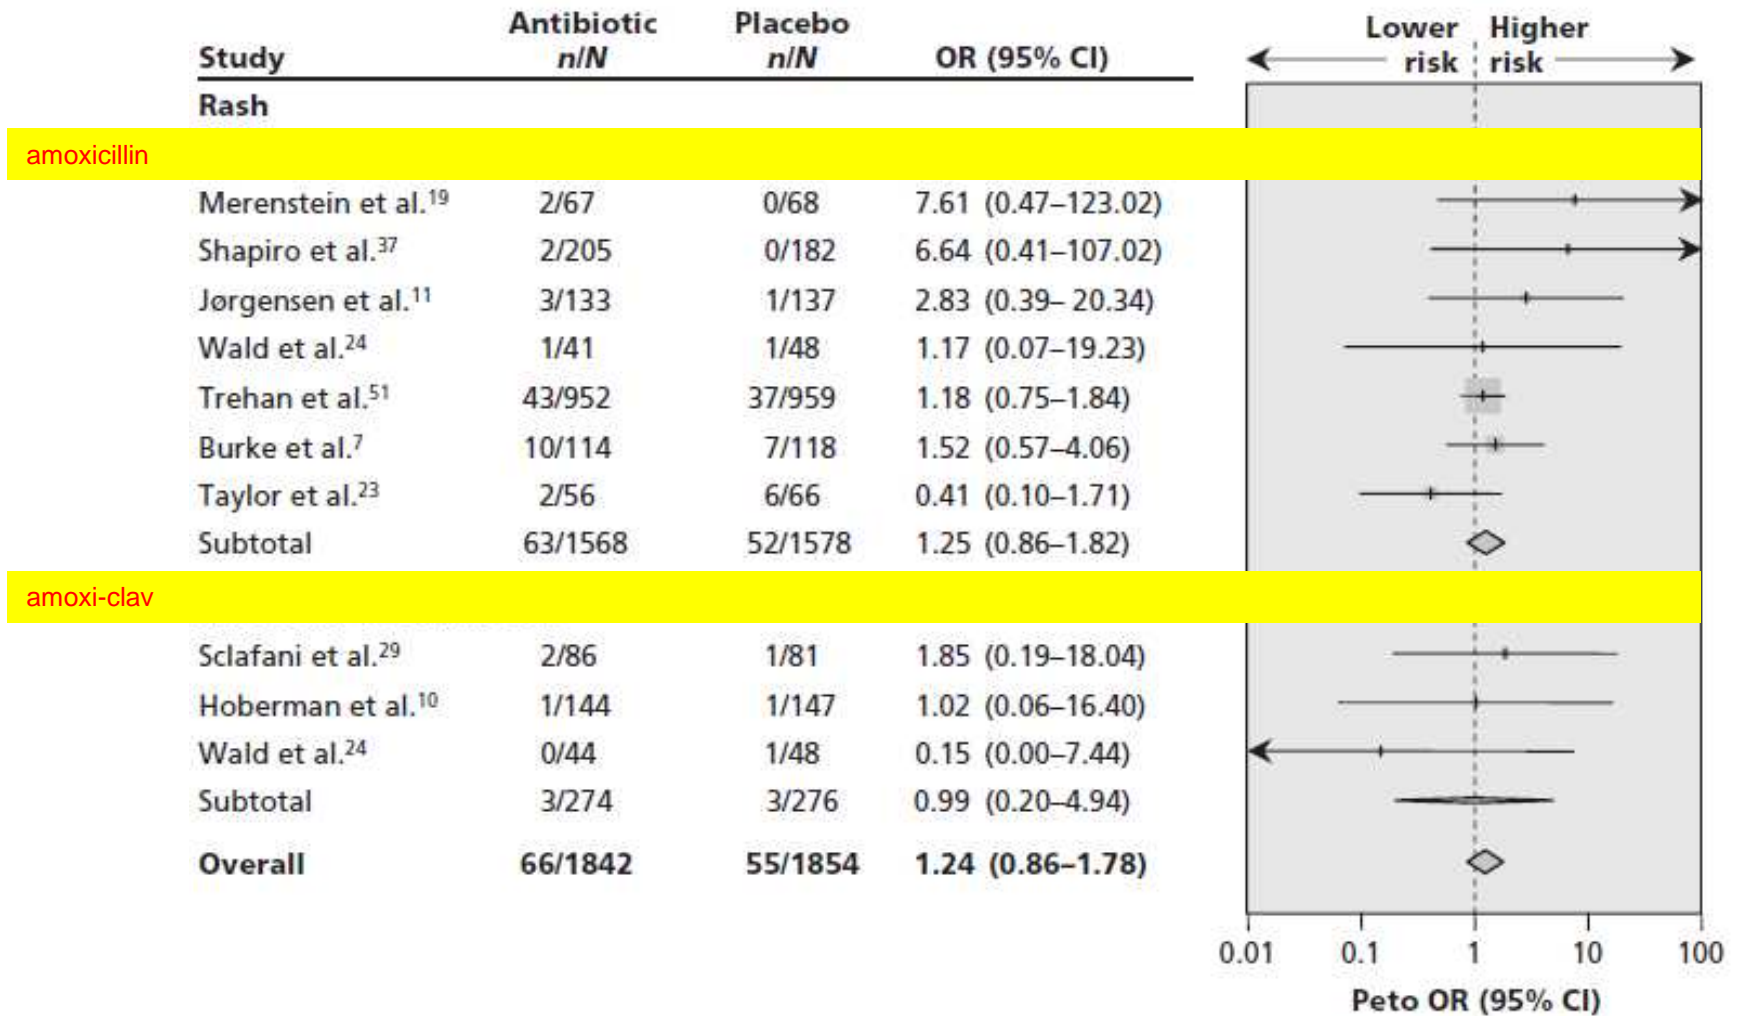 Antibiotic Placebo Lower Higher
Study n/N n/N OR (95% CI) risk risk
Rash
amoxicillin
Merenstein et al.19 2/67 0/68 7.61 (0.47–123.02)
Shapiro et al.37 2/205 0/182 6.64 (0.41–107.02)
Jørgensen et al.11 3/133 1/137 2.83 (0.39– 20.34)
Wald et al.24 1/41 1/48 1.17 (0.07–19.23)
Trehan et al.51 43/952 37/959 1.18 (0.75–1.84)
Burke et al.7 10/114 7/118 1.52 (0.57–4.06)
Taylor et al.23 2/56 6/66 0.41 (0.10–1.71)
Subtotal 63/1568 52/1578 1.25 (0.86–1.82)
amoxi-clav
Sclafani et al.29 2/86 1/81 1.85 (0.19–18.04)
Hoberman et al.10 1/144 1/147 1.02 (0.06–16.40)
Wald et al.24 0/44 1/48 0.15 (0.00–7.44)
Subtotal 3/274 3/276 0.99 (0.20–4.94)
Overall 66/1842 55/1854 1.24 (0.86–1.78)
0.01 0.1 1 10 100
Peto OR (95% CI)